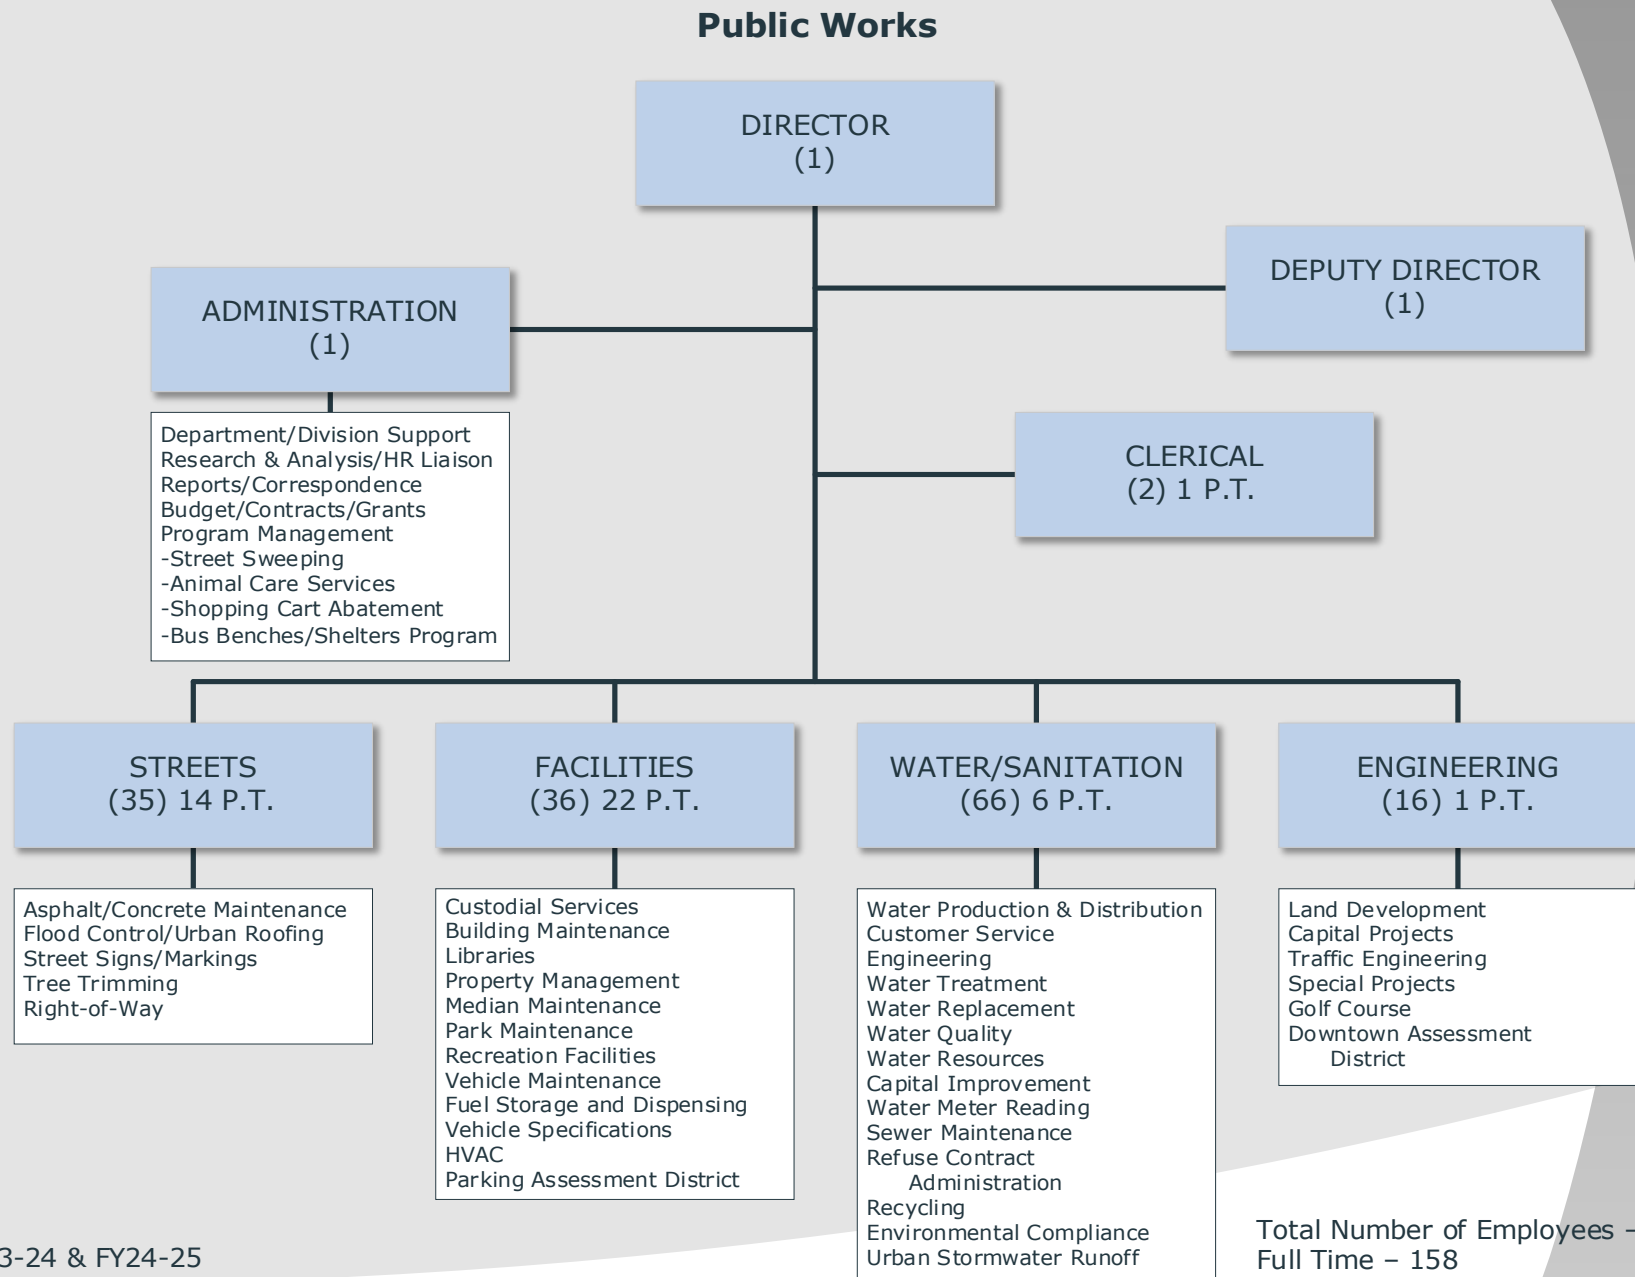 Public Works
DIRECTOR
(1)
DEPUTY DIRECTOR
(1)
ADMINISTRATION
(1)
Department/Division Support
Research & Analysis/HR Liaison
Reports/Correspondence
Budget/Contracts/Grants
Program Management
-Street Sweeping
-Animal Care Services
-Shopping Cart Abatement
-Bus Benches/Shelters Program
CLERICAL
(2) 1 P.T.
STREETS
(35) 14 P.T.
Asphalt/Concrete Maintenance
Flood Control/Urban Roofing
Street Signs/Markings
Tree Trimming
Right-of-Way
FACILITIES
(36) 22 P.T.
Custodial Services
Building Maintenance
Libraries
Property Management
Median Maintenance
Park Maintenance
Recreation Facilities
Vehicle Maintenance
Fuel Storage and Dispensing
Vehicle Specifications
HVAC
Parking Assessment District
WATER/SANITATION
(66) 6 P.T.
Water Production & Distribution
Customer Service
Engineering
Water Treatment
Water Replacement
Water Quality
Water Resources
Capital Improvement
Water Meter Reading
Sewer Maintenance
Refuse Contract
Administration
Recycling
Environmental Compliance
Urban Stormwater Runoff
ENGINEERING
(16) 1 P.T.
Land Development
Capital Projects
Traffic Engineering
Special Projects
Golf Course
Downtown Assessment
District
3-24 & FY24-25
Total Number of Employees –
Full Time – 158